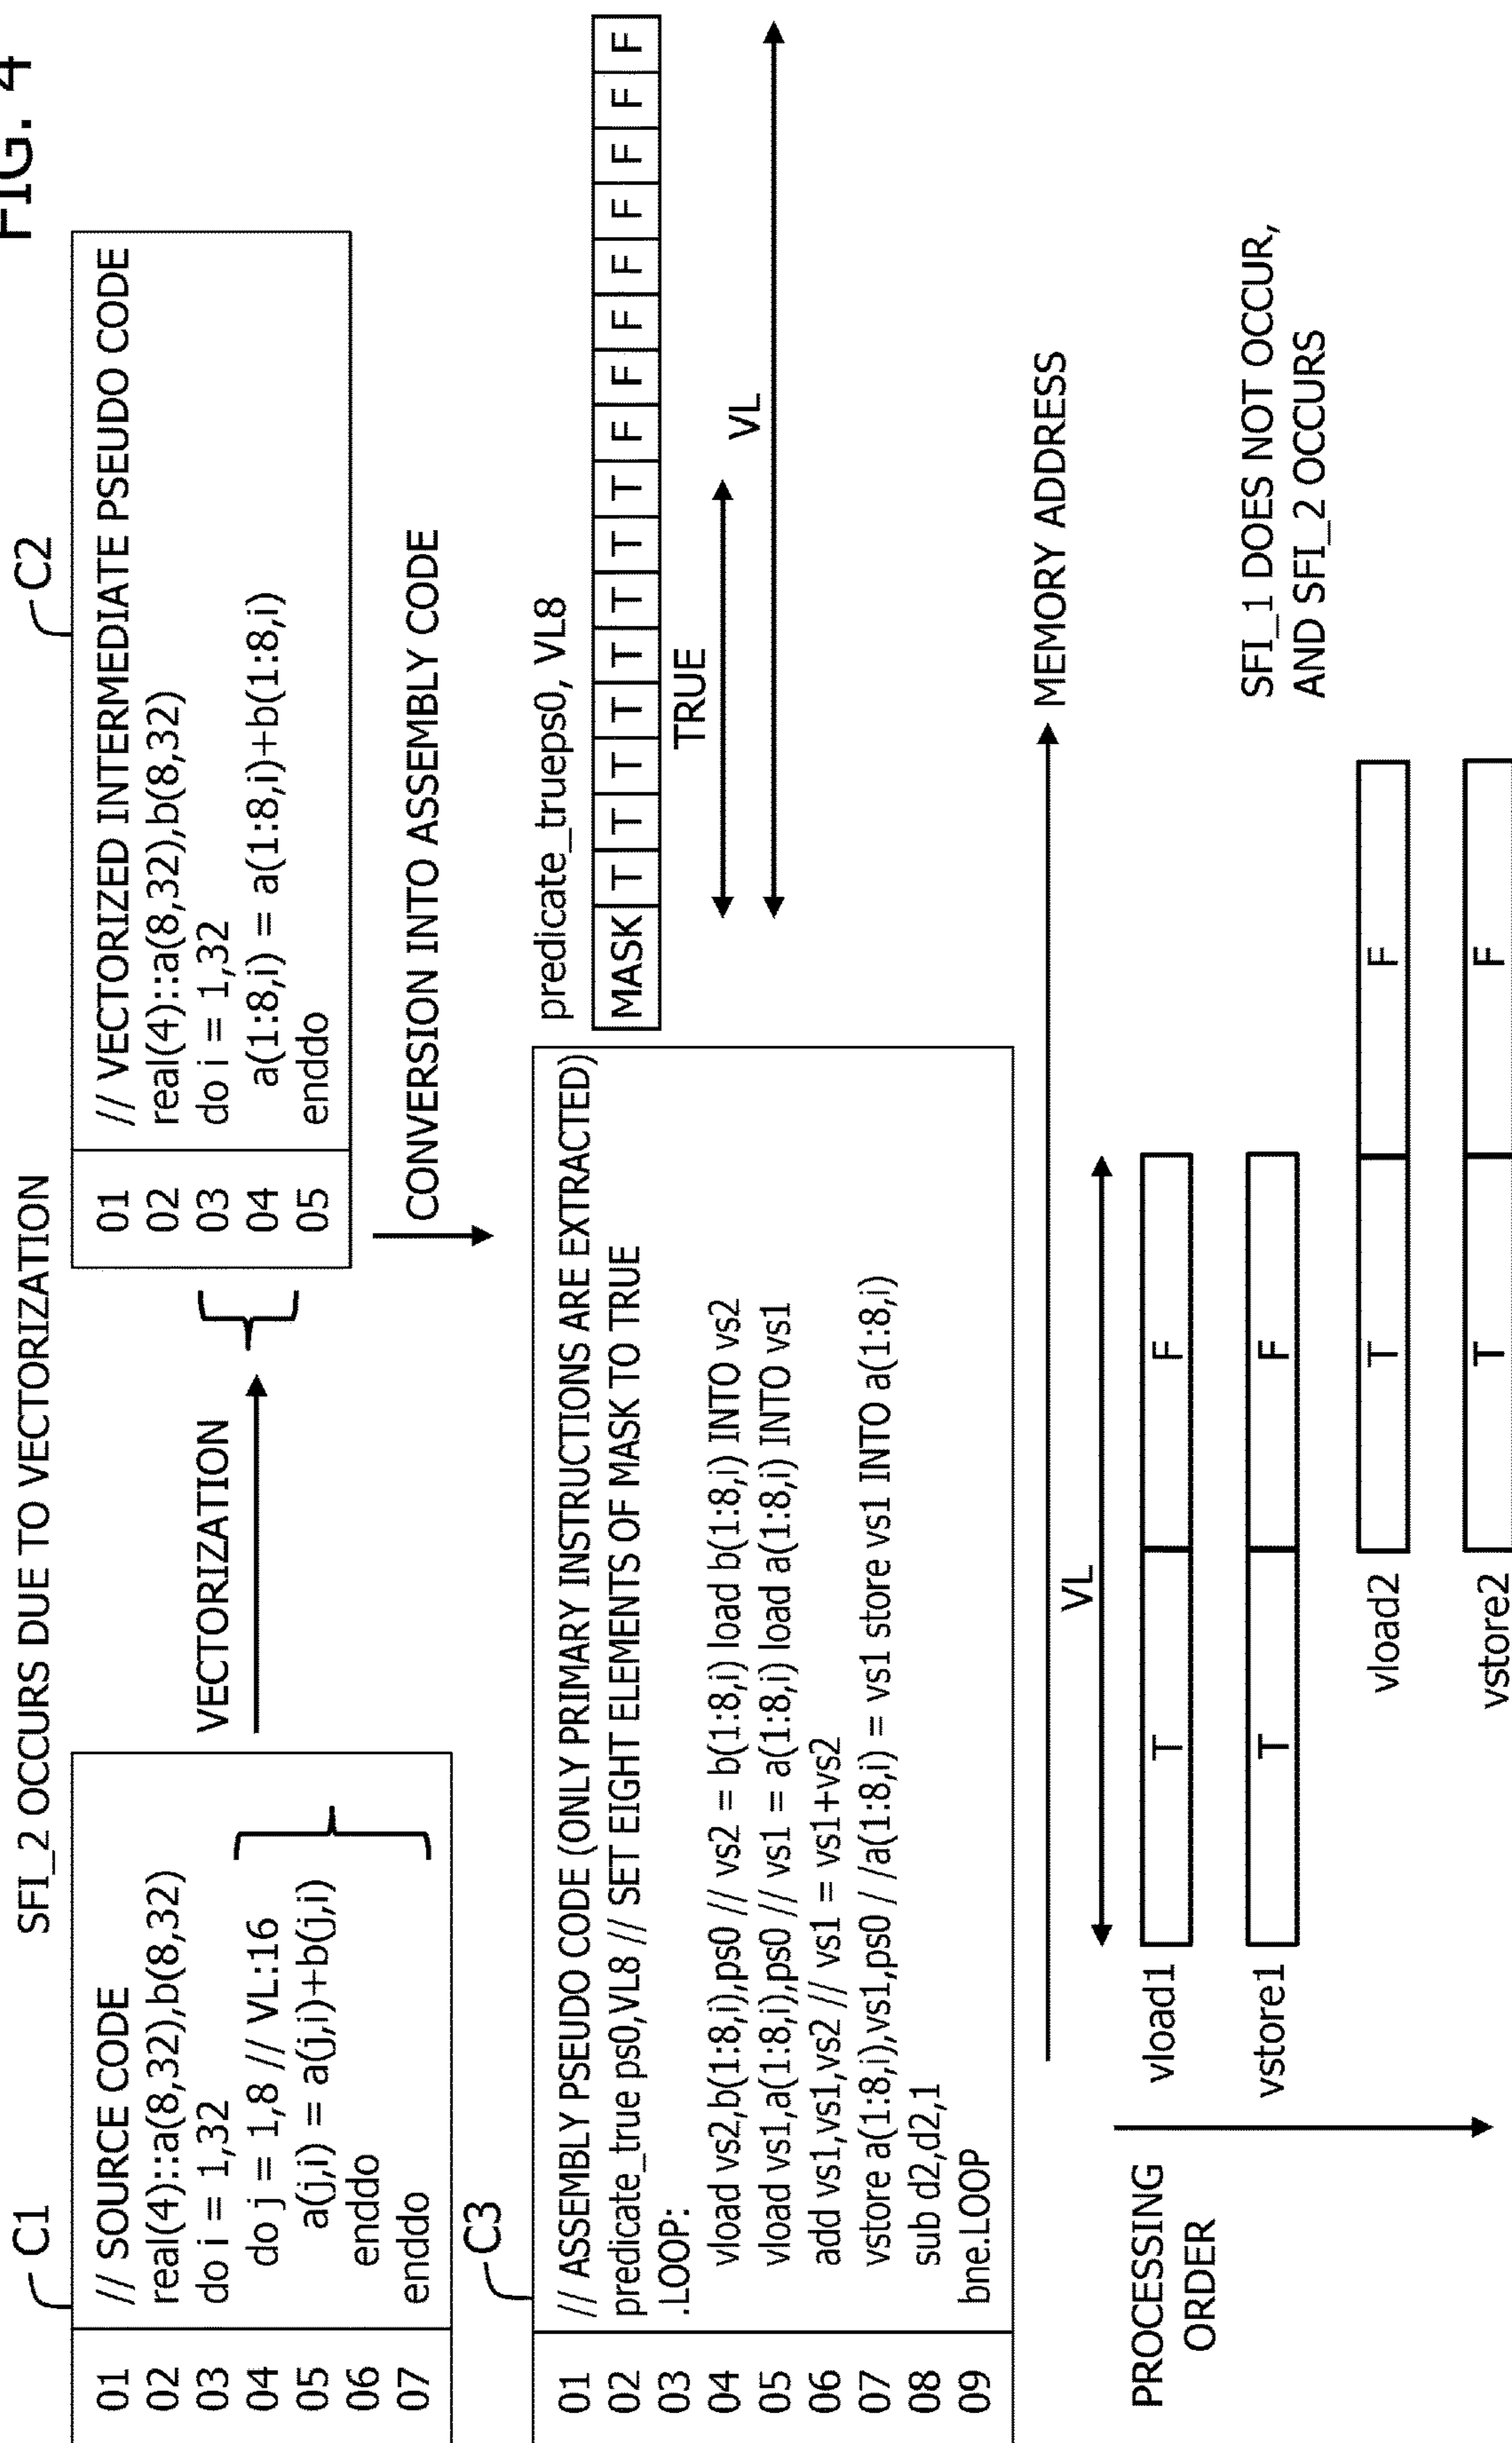 FIG. 4
SFI_2 OCCURS DUE TO VECTORIZATION
C1
01 // SOURCE CODE
02 real(4)::a(8,32),b(8,32)
03 do i = 1,32
04 do j = 1,8 // VL:16
05 a(j,i) = a(j,i)+b(j,i)
06 enddo
07 enddo
VECTORIZATION
C2
01 // VECTORIZED INTERMEDIATE PSEUDO CODE
02 real(4)::a(8,32),b(8,32)
03 do i = 1,32
04 a(1:8,i) = a(1:8,i)+b(1:8,i)
05 enddo
CONVERSION INTO ASSEMBLY CODE
C3
01 // ASSEMBLY PSEUDO CODE (ONLY PRIMARY INSTRUCTIONS ARE EXTRACTED)
02 predicate_true ps0,VL8 // SET EIGHT ELEMENTS OF MASK TO TRUE
03 .LOOP:
04 vload vs2,b(1:8,i),ps0 // vs2 = b(1:8,i) load b(1:8,i) INTO vs2
05 vload vs1,a(1:8,i),ps0 // vs1 = a(1:8,i) load a(1:8,i) INTO vs1
06 add vs1,vs1,vs2 // vs1 = vs1+vs2
07 vstore a(1:8,i),vs1,ps0 / /a(1:8,i) = vs1 store vs1 INTO a(1:8,i)
08 sub d2,d2,1
09 bne.LOOP
predicate_trueps0, VL8
MASK T T T T T T T T F F F F F F F F
TRUE
VL
MEMORY ADDRESS
PROCESSING
ORDER
VL
vload1 T F
vstore1 T F
vload2 T F
vstore2 T F
SFI_1 DOES NOT OCCUR,
AND SFI_2 OCCURS